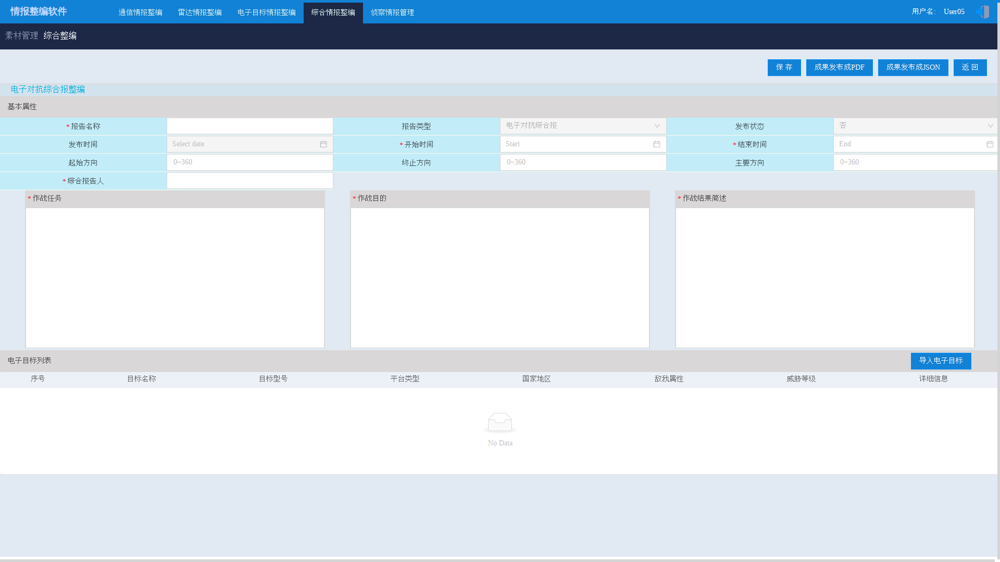 情报整编软件 通信情报整编 雷达情报整编 电子目标情报整编 综合情报整编 侦察情报管理 用户名： User05
素材管理 综合整编
保 存 成果发布成PDF 成果发布成JSON 返 回
电子对抗综合报整编
基本属性
* 报告名称 报告类型 电子对抗综合报 发布状态 否
发布时间 Select date * 开始时间 Start * 结束时间 End
起始方向 0~360 终止方向 0~360 主要方向 0~360
* 综合报告人
* 作战任务 * 作战目的 * 作战结果简述
电子目标列表 导入电子目标
序号 目标名称 目标型号 平台类型 国家地区 敌我属性 威胁等级 详细信息
No Data